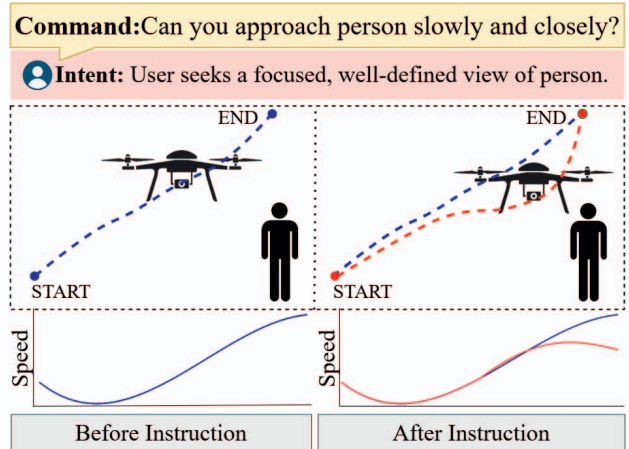 Command:Can you approach person slowly and closely?
Intent: User seeks a focused, well-defined view of person.
END
START
END
START
Speed
Speed
Before Instruction
After Instruction